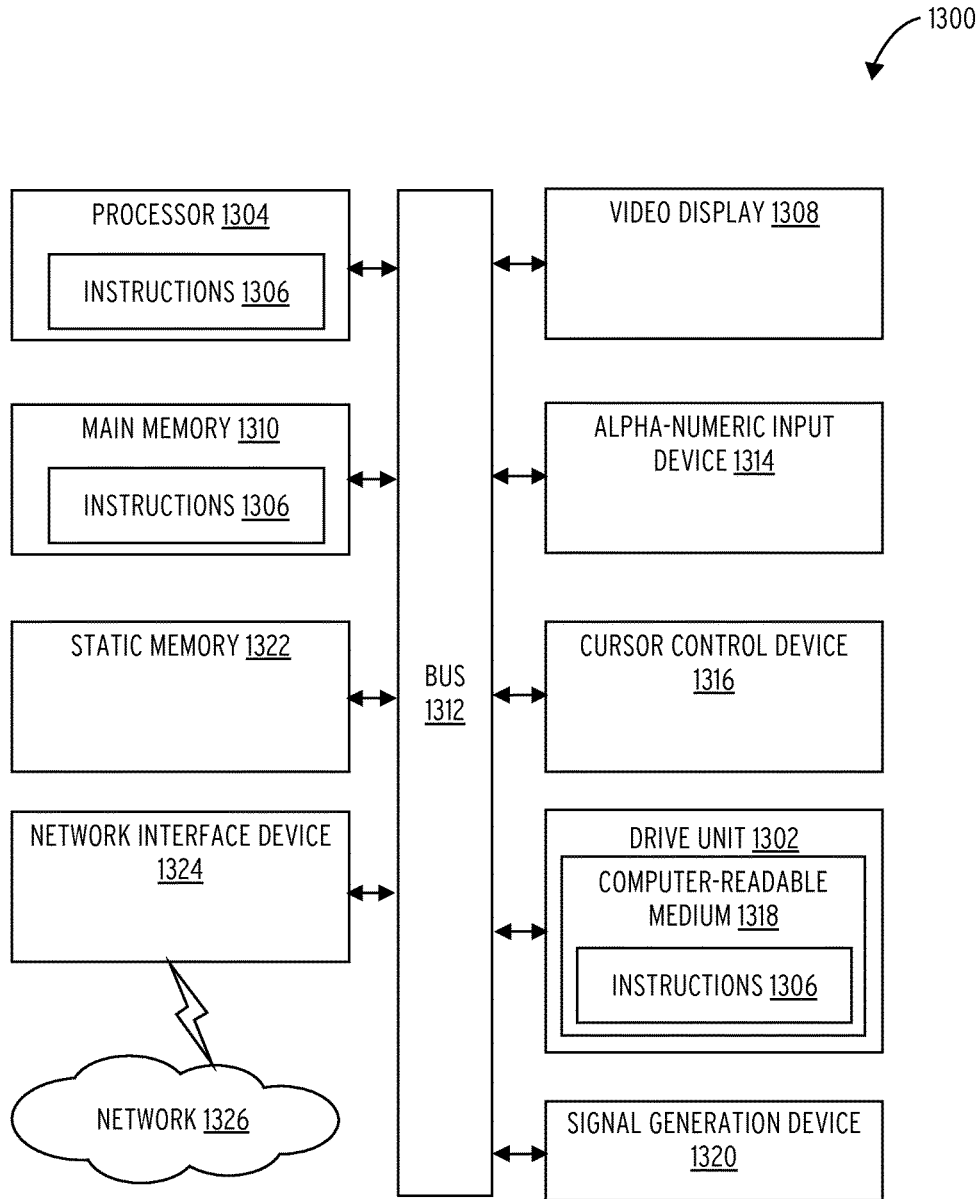 1300
PROCESSOR 1304
INSTRUCTIONS 1306
MAIN MEMORY 1310
INSTRUCTIONS 1306
STATIC MEMORY 1322
NETWORK INTERFACE DEVICE
1324
NETWORK 1326
BUS
1312
VIDEO DISPLAY 1308
ALPHA-NUMERIC INPUT
DEVICE 1314
CURSOR CONTROL DEVICE
1316
DRIVE UNIT 1302
COMPUTER-READABLE
MEDIUM 1318
INSTRUCTIONS 1306
SIGNAL GENERATION DEVICE
1320